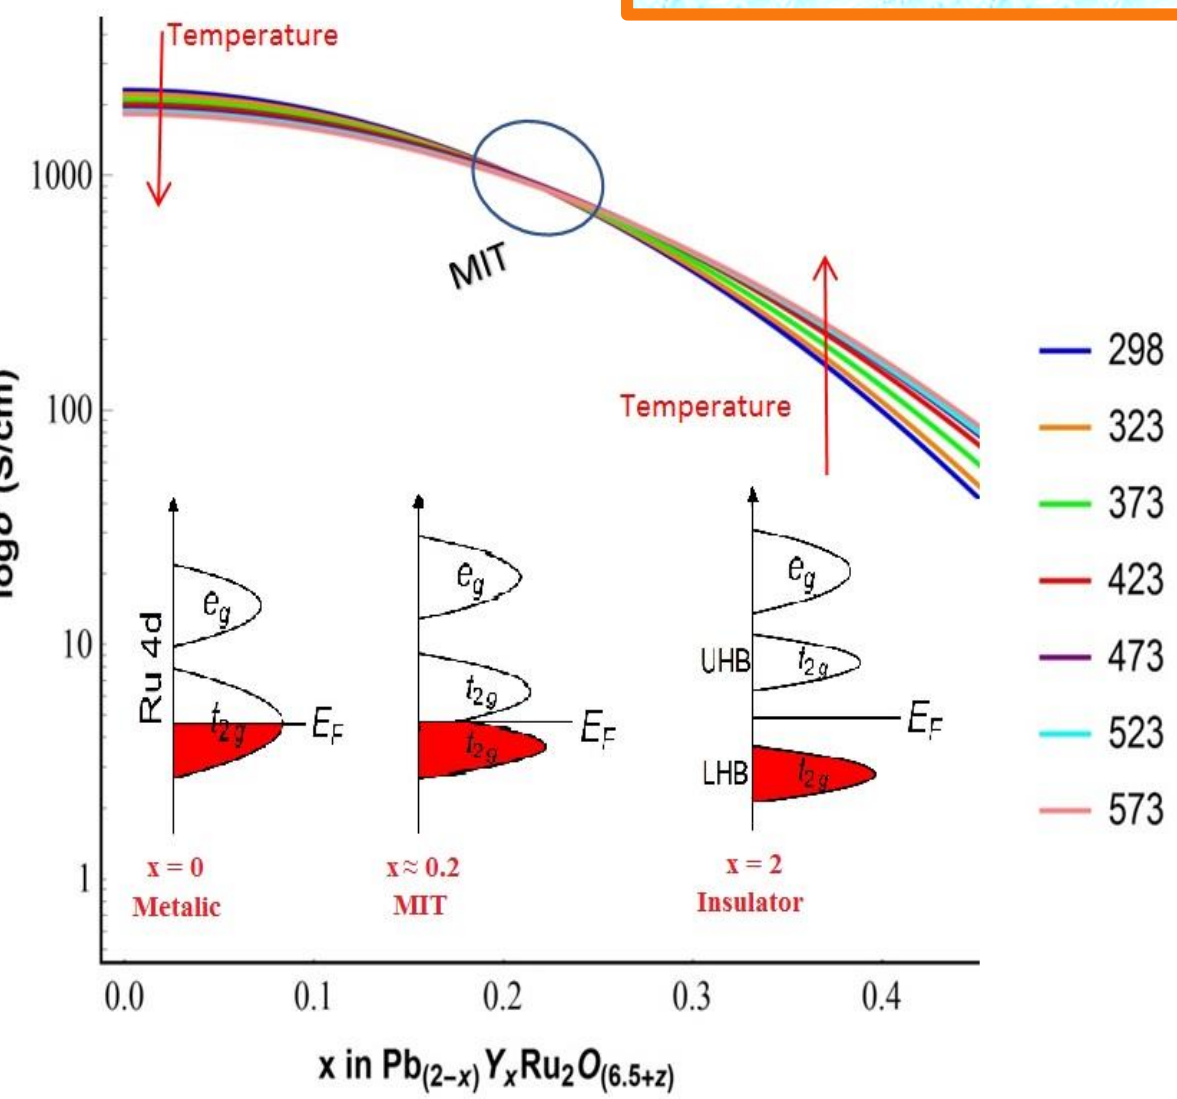 Temperature
1000
MIT
100
Temperature
298
323
373
423
473
523
573
logσ (S/cm)
10
1
Ru 4d
e_g
t_2g
E_F
e_g
t_2g
t_2g
E_F
UHB
LHB
e_g
t_2g
t_2g
E_F
x = 0
Metalic
x ≈ 0.2
MIT
x = 2
Insulator
0.0 0.1 0.2 0.3 0.4
x in Pb(2−x)YxRu2O(6.5+z)